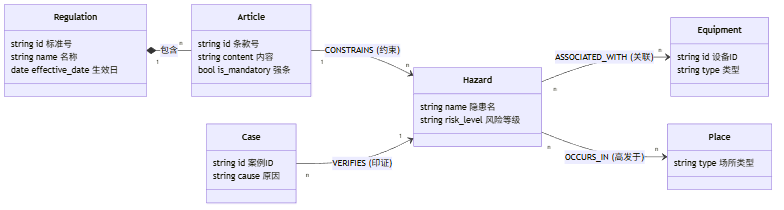 Regulation
string id 标准号
string name 名称
date effective_date 生效日
包含
1
n
Article
string id 条款号
string content 内容
bool is_mandatory 强条
CONSTRAINS (约束)
1
n
Case
string id 案例ID
string cause 原因
VERIFIES (印证)
n
1
Hazard
string name 隐患名
string risk_level 风险等级
ASSOCIATED_WITH (关联)
n
n
Equipment
string id 设备ID
string type 类型
OCCURS_IN (高发于)
n
n
Place
string type 场所类型